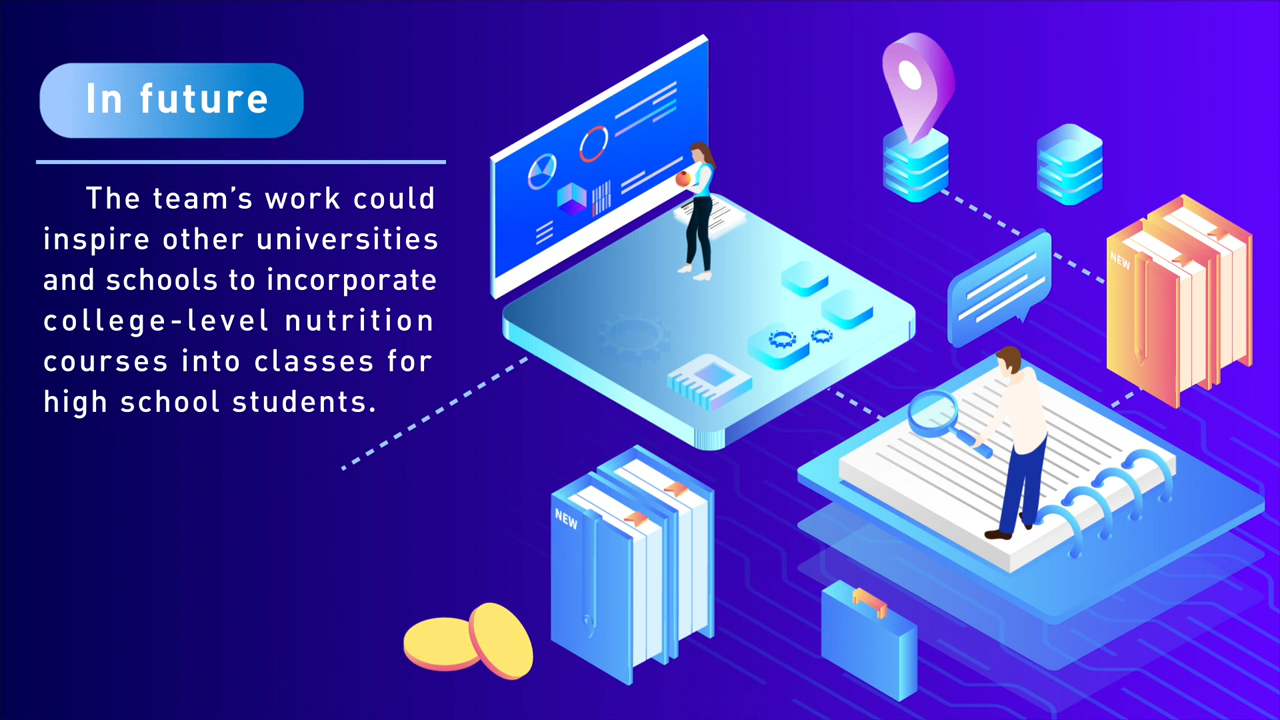 In future
The team's work could
inspire other universities
and schools to incorporate
college-level nutrition
courses into classes for
high school students.
NEW
NEW